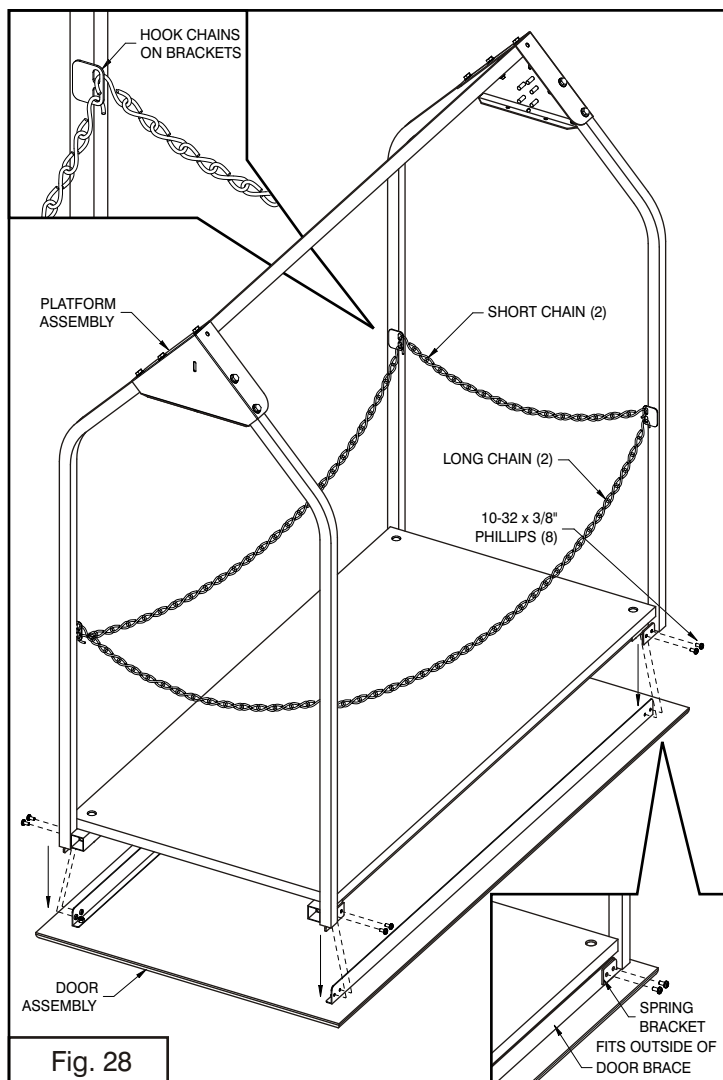 HOOK CHAINS
ON BRACKETS
PLATFORM
ASSEMBLY
SHORT CHAIN (2)
LONG CHAIN (2)
10-32 x 3/8"
PHILLIPS (8)
DOOR
ASSEMBLY
SPRING
BRACKET
FITS OUTSIDE OF
DOOR BRACE
Fig. 28